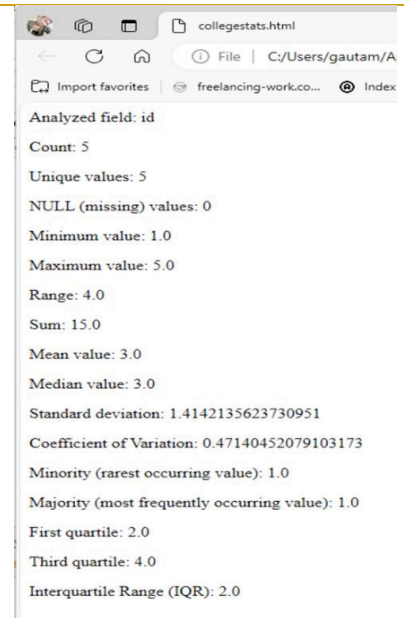 collegestats.html
File | C:/Users/gautam/A
Import favorites freelancing-work.co... Index
Analyzed field: id
Count: 5
Unique values: 5
NULL (missing) values: 0
Minimum value: 1.0
Maximum value: 5.0
Range: 4.0
Sum: 15.0
Mean value: 3.0
Median value: 3.0
Standard deviation: 1.4142135623730951
Coefficient of Variation: 0.47140452079103173
Minority (rarest occurring value): 1.0
Majority (most frequently occurring value): 1.0
First quartile: 2.0
Third quartile: 4.0
Interquartile Range (IQR): 2.0